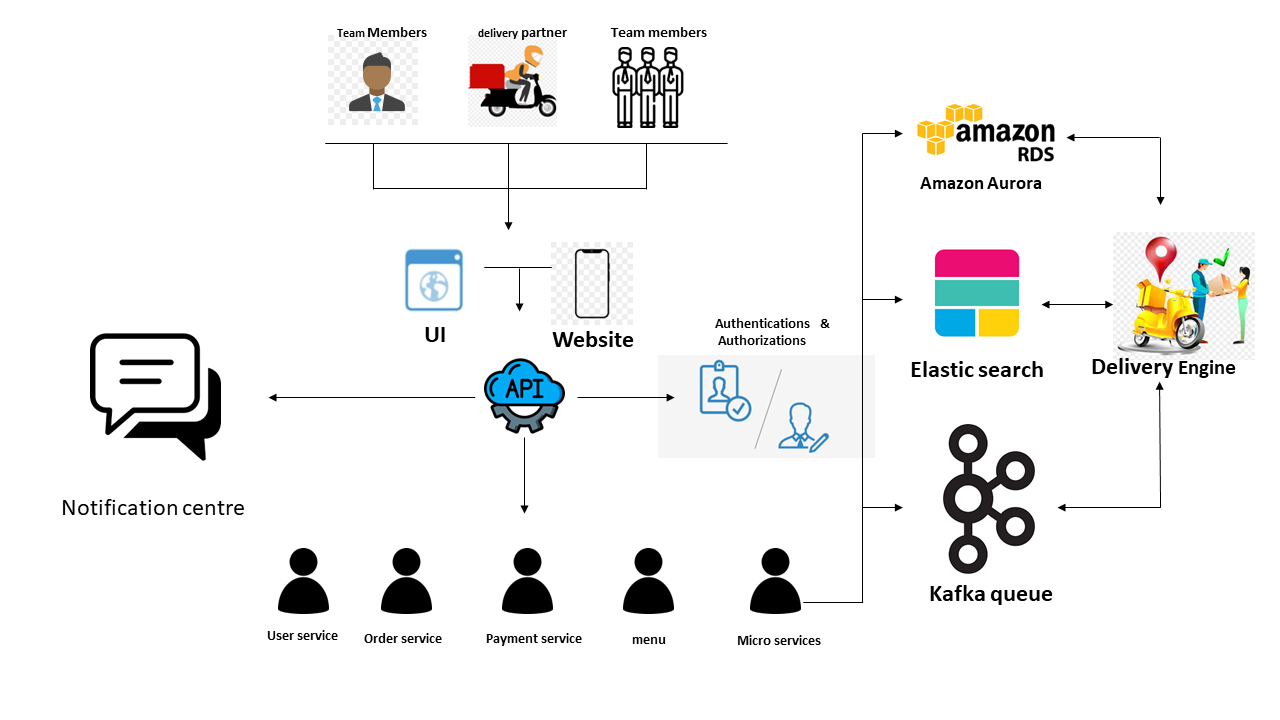 Team Members
delivery partner
Team members
amazon
RDS
Amazon Aurora
UI
Website
Authentications &
Authorizations
API
Elastic search
Delivery Engine
Notification centre
Kafka queue
User service
Order service
Payment service
menu
Micro services